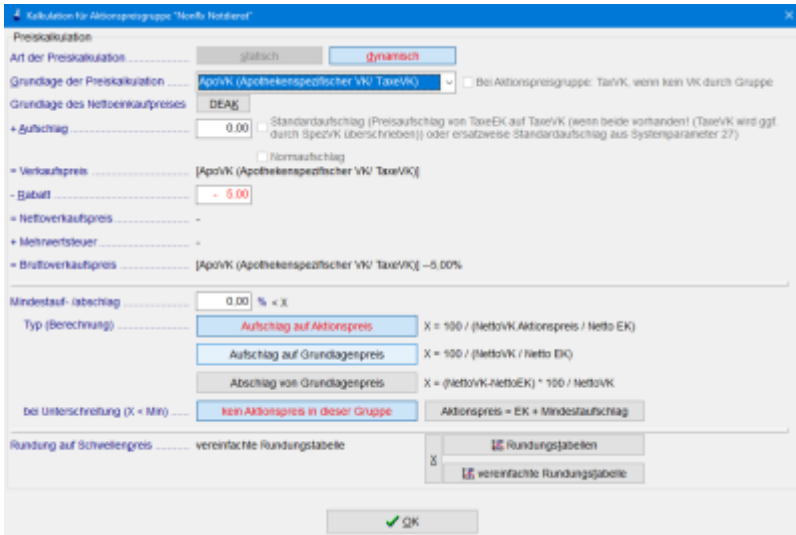 Kalkulation für Aktionspreisgruppe "Nonrx Notdienst"
Preiskalkulation
Art der Preiskalkulation statisch dynamisch
Grundlage der Preiskalkulation ApoVK (Apothekenspezifischer VK/ TaxeVK) Bei Aktionspreisgruppe: TaxVK, wenn kein VK durch Gruppe
Grundlage des Nettoeinkaufpreises DEAK
+ Aufschlag 0.00 Standardaufschlag (Preisaufschlag von TaxeEK auf TaxeVK (wenn beide vorhanden! (TaxeVK wird ggf.
durch SpezVK überschrieben)) oder ersatzweise Standardaufschlag aus Systemparameter 27)
Normaufschlag
= Verkaufspreis [ApoVK (Apothekenspezifischer VK/ TaxeVK)]
- Rabatt - 5.00
= Nettoverkaufspreis -
+ Mehrwertsteuer -
= Bruttoverkaufspreis [ApoVK (Apothekenspezifischer VK/ TaxeVK)] --5,00%
Mindestauf- /abschlag 0.00 % < X
Typ (Berechnung) Aufschlag auf Aktionspreis X = 100 / (NettoVK Aktionspreis / Netto EK)
Aufschlag auf Grundlagenpreis X = 100 / (NettoVK / Netto EK)
Abschlag von Grundlagenpreis X = (NettoVK-NettoEK) * 100 / NettoVK
bei Unterschreitung (X < Min) kein Aktionspreis in dieser Gruppe Aktionspreis = EK + Mindestaufschlag
Rundung auf Schwellenpreis vereinfachte Rundungstabelle X Rundungstabellen
vereinfachte Rundungstabelle
OK